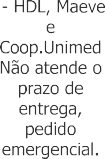 - HDL, Maeve
e
Coop.Unimed
Não atende o
prazo de
entrega,
pedido
emergencial.